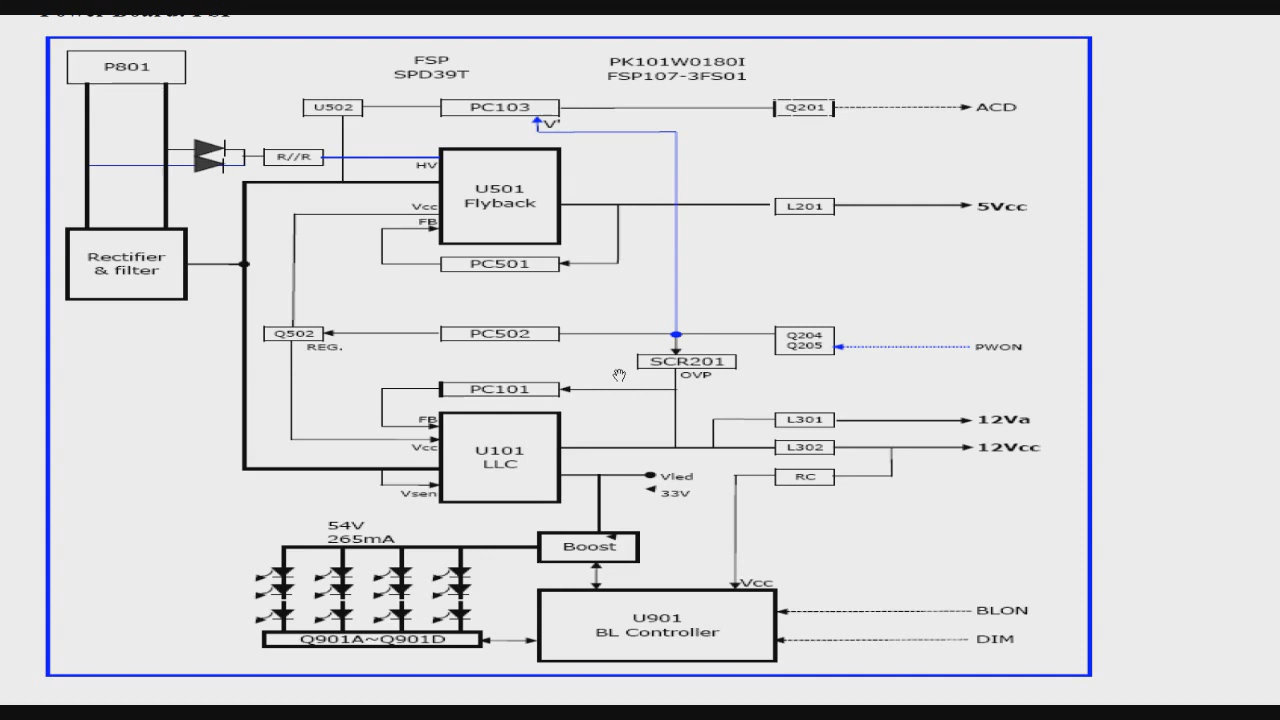 P801
FSP
SPD39T
PK101W0180I
FSP107-3FS01
U502
PC103
Q201
ACD
V'
R//R
HV
U501
Flyback
Vcc
FB
L201
5Vcc
Rectifier
& filter
PC501
Q502
REG.
PC502
Q204
Q205
PWON
SCR201
OVP
PC101
FB
Vcc
U101
LLC
L301
12Va
L302
12Vcc
Vsen
Vled
33V
RC
54V
265mA
Boost
Vcc
U901
BL Controller
BLON
DIM
Q901A~Q901D